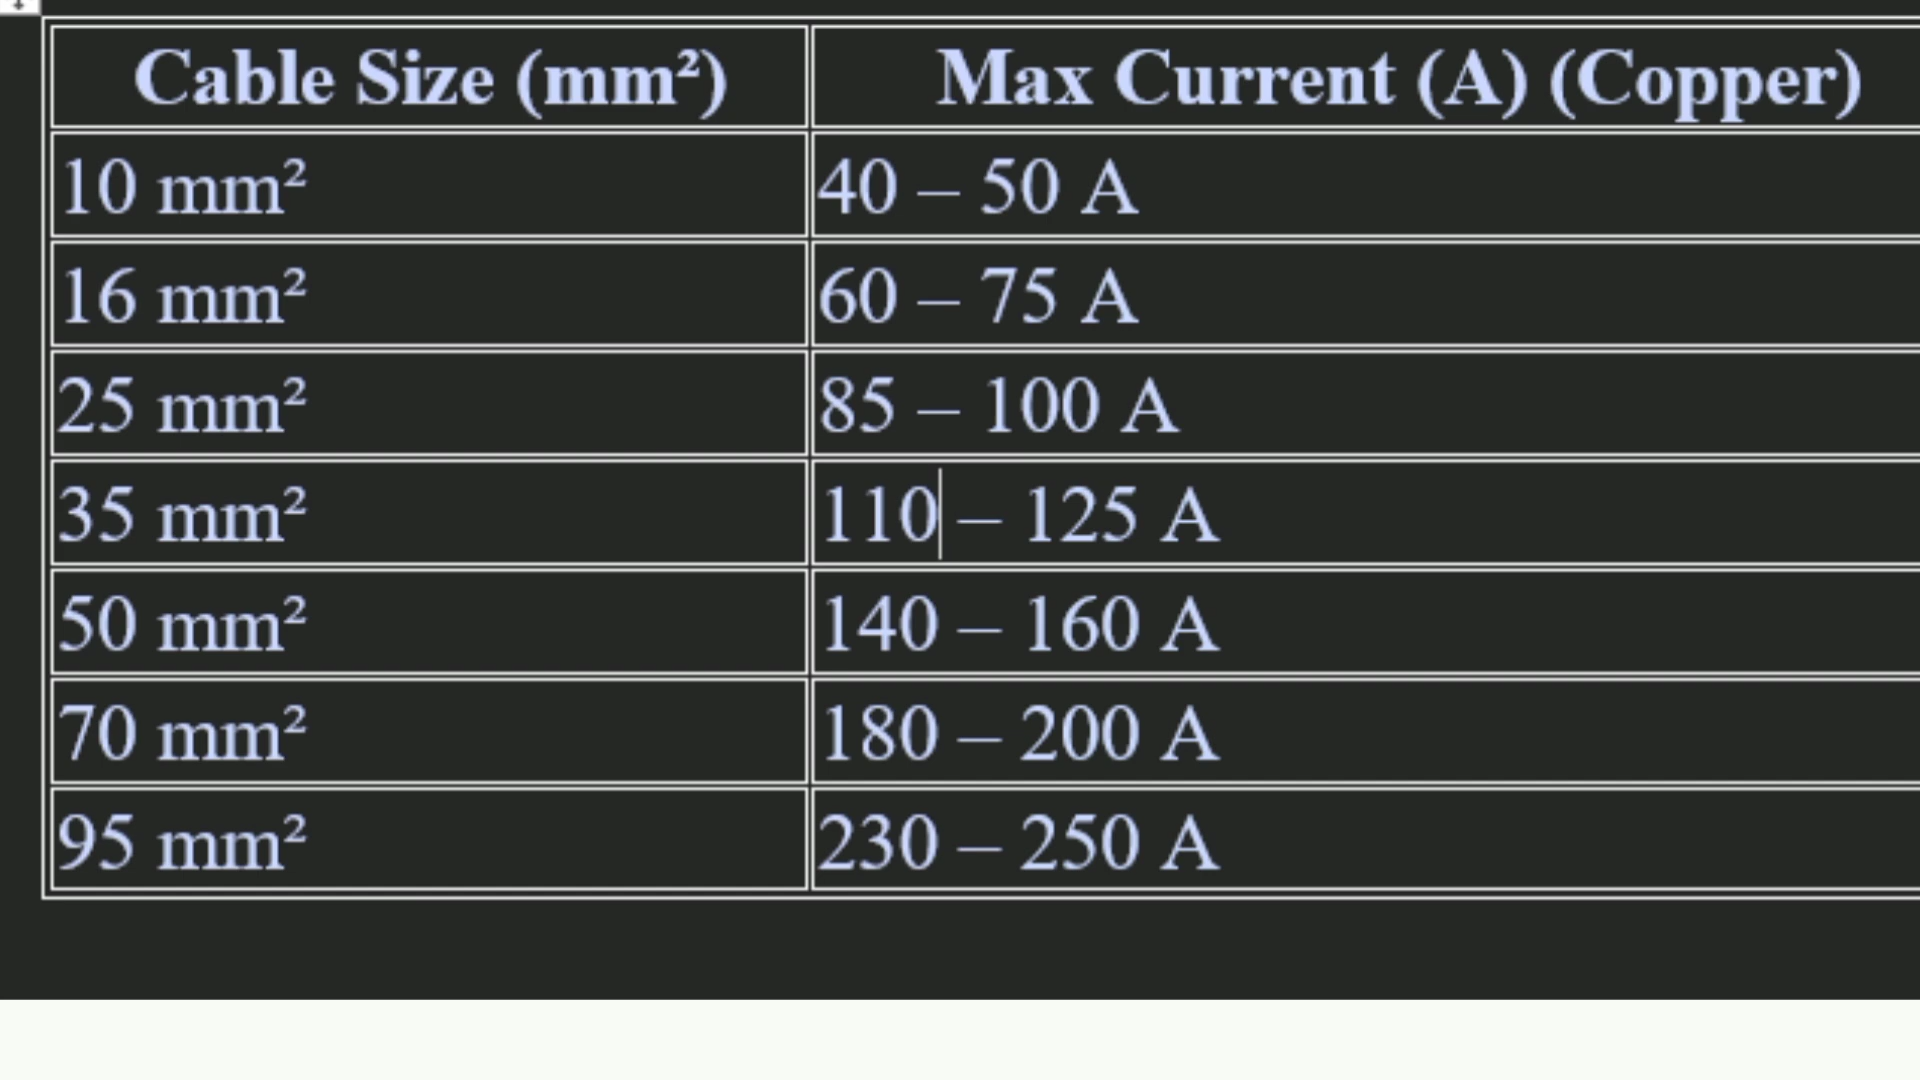 Cable Size (mm²) Max Current (A) (Copper)
10 mm² 40 – 50 A
16 mm² 60 – 75 A
25 mm² 85 – 100 A
35 mm² 110 – 125 A
50 mm² 140 – 160 A
70 mm² 180 – 200 A
95 mm² 230 – 250 A